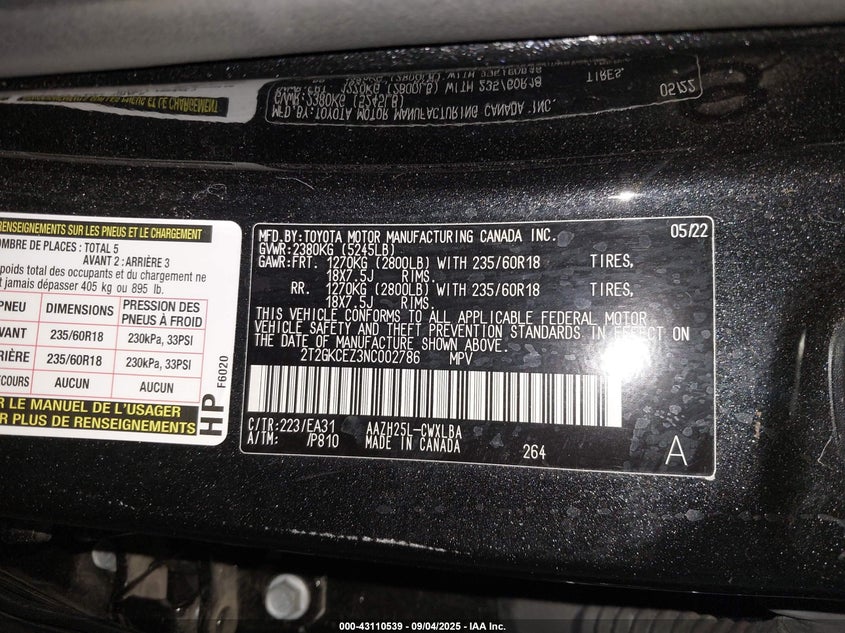 RENSEIGNEMENTS SUR LES PNEUS ET LE CHARGEMENT
NOMBRE DE PLACES: TOTAL 5
AVANT 2: ARRIÈRE 3
poids total des occupants et du chargement ne
t jamais dépasser 405 kg ou 895 lb.
PNEU DIMENSIONS PRESSION DES PNEUS À FROID
AVANT 235/60R18 230kPa, 33PSI
RIÈRE 235/60R18 230kPa, 33PSI
ECOURS AUCUN AUCUN
R LE MANUEL DE L'USAGER
R PLUS DE RENSEIGNEMENTS
HP F6020
MFD.BY:TOYOTA MOTOR MANUFACTURING CANADA INC. 05/22
GVWR:2380KG (5245LB)
GAWR:FRT. 1270KG (2800LB) WITH 235/60R18 TIRES,
18X7.5J RIMS.
RR. 1270KG (2800LB) WITH 235/60R18 TIRES,
18X7.5J RIMS.
THIS VEHICLE CONFORMS TO ALL APPLICABLE FEDERAL MOTOR
VEHICLE SAFETY AND THEFT PREVENTION STANDARDS IN EFFECT ON
THE DATE OF MANUFACTURE SHOWN ABOVE.
2T2GKCEZ3NC002786 MPV
C/TR:223/EA31 AAZH25L-CWXLBA
A/TM: /P810 MADE IN CANADA 264 A
000-43110539 - 09/04/2025 - IAA Inc.